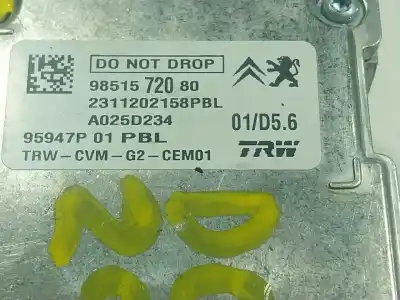 DO NOT DROP
98515 720 80
2311202158PBL
A025D234 01/D5.6
95947P 01 PBL TRW
TRW-CVM-G2-CEM01
ND